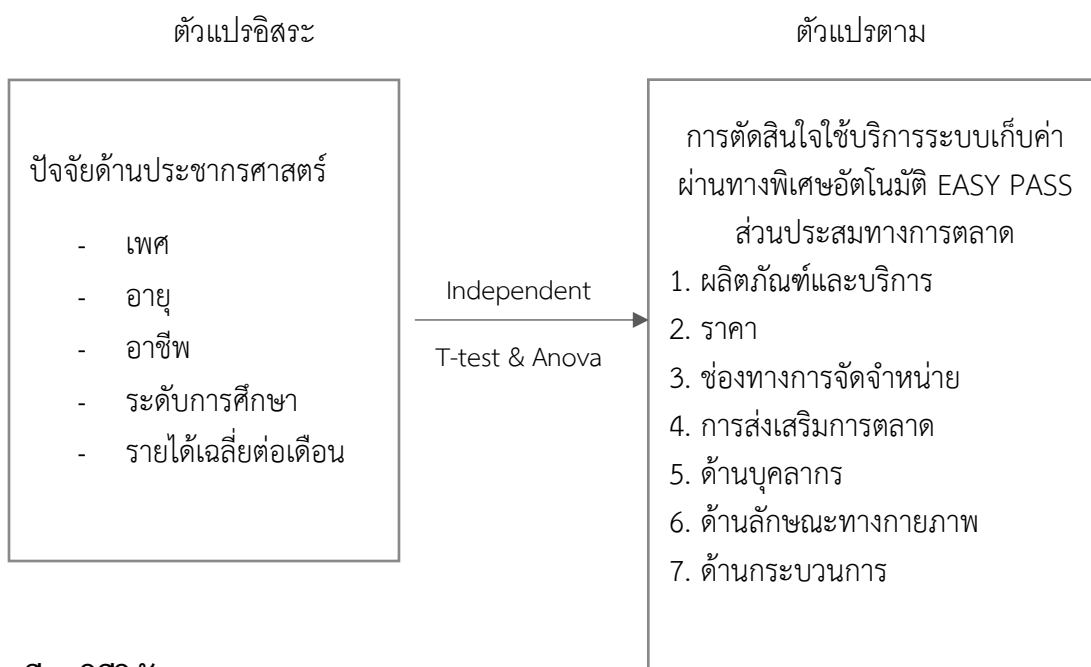 ตัวแปรอิสระ
ตัวแปรตาม
ปัจจัยด้านประชากรศาสตร์
- เพศ
- อายุ
- อาชีพ
- ระดับการศึกษา
- รายได้เฉลี่ยต่อเดือน
Independent
T-test & Anova
การตัดสินใจใช้บริการระบบเก็บค่า
ผ่านทางพิเศษอัตโนมัติ EASY PASS
ส่วนประสมทางการตลาด
1. ผลิตภัณฑ์และบริการ
2. ราคา
3. ช่องทางการจัดจำหน่าย
4. การส่งเสริมการตลาด
5. ด้านบุคลากร
6. ด้านลักษณะทางกายภาพ
7. ด้านกระบวนการ